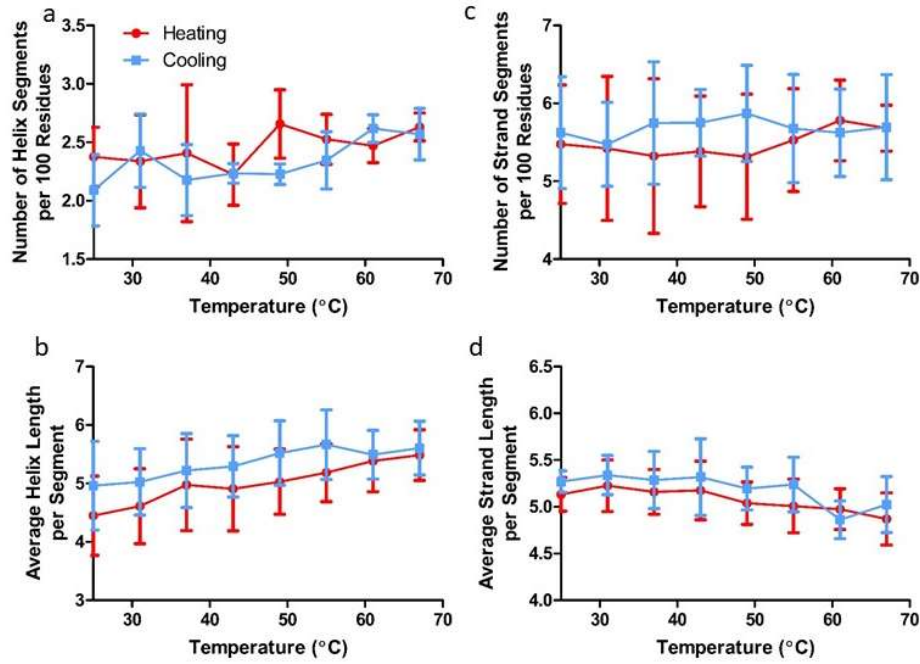 a
3.5
3.0
2.5
2.0
1.5
Number of Helix Segments
per 100 Residues
Heating
Cooling
30 40 50 60 70
Temperature (°C)
c
7
6
5
4
Number of Strand Segments
per 100 Residues
30 40 50 60 70
Temperature (°C)
b
7
6
5
4
3
Average Helix Length
per Segment
30 40 50 60 70
Temperature (°C)
d
6.5
6.0
5.5
5.0
4.5
4.0
Average Strand Length
per Segment
30 40 50 60 70
Temperature (°C)